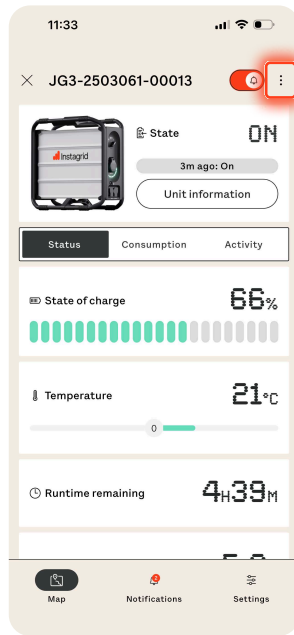 11:33
JG3-2503061-00013
State
ON
instagrid
3m ago: On
Unit information
Status
Consumption
Activity
State of charge
66%
Temperature
21°C
0
Runtime remaining
4H39M
2
Map
Notifications
Settings